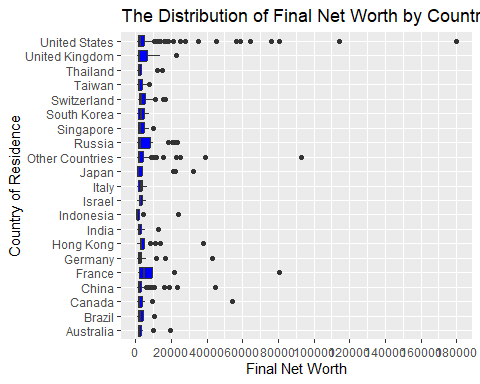 The Distribution of Final Net Worth by Countr
United States
United Kingdom
Thailand
Taiwan
Switzerland
South Korea
Singapore
Russia
Other Countries
Japan
Italy
Israel
Indonesia
India
Hong Kong
Germany
France
China
Canada
Brazil
Australia
Country of Residence
0 20000 40000 60000 80000 100000 120000 140000 160000 180000
Final Net Worth